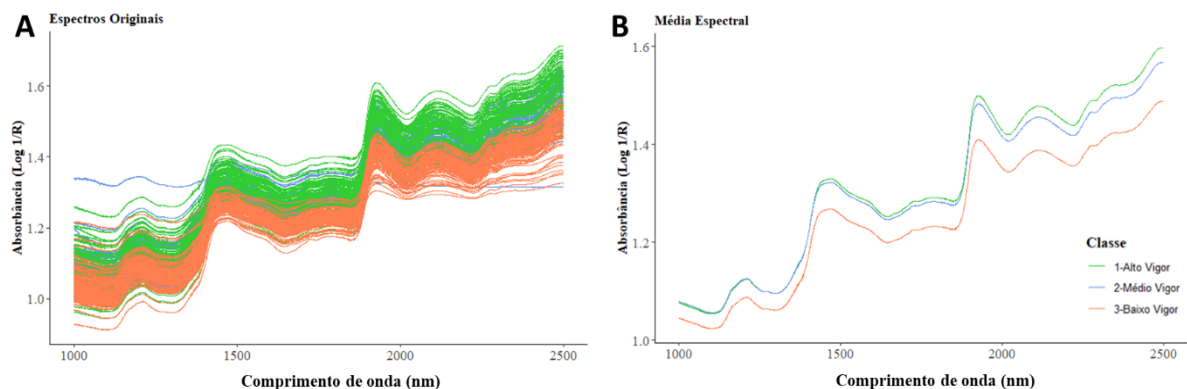 A
Espectros Originais
Absorbância (Log 1/R)
1.6
1.4
1.2
1.0
1000
1500
2000
2500
Comprimento de onda (nm)
B
Média Espectral
Absorbância (Log 1/R)
1.6
1.4
1.2
1.0
1000
1500
2000
2500
Comprimento de onda (nm)
Classe
1-Alto Vigor
2-Médio Vigor
3-Baixo Vigor